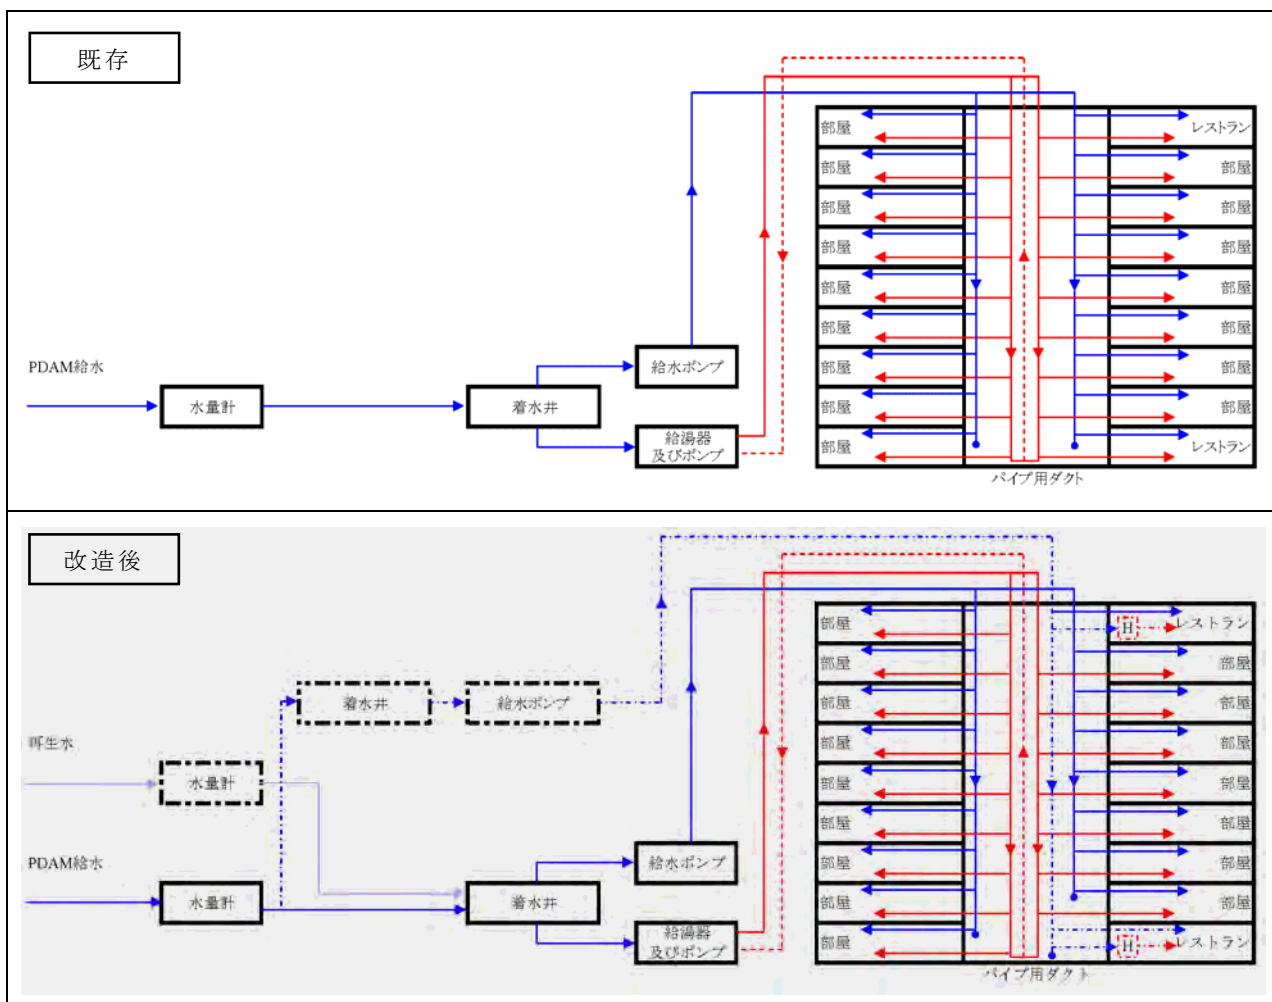 既存
部屋
レストラン
部屋
部屋
部屋
部屋
部屋
部屋
部屋
部屋
部屋
部屋
給水ポンプ
部屋
部屋
PDAM給水
水量計
着水井
部屋
部屋
給湯器
及びポンプ
部屋
レストラン
パイプ用ダクト
改造後
部屋
H
レストラン
部屋
部屋
着水井
給水ポンプ
部屋
部屋
再生水
部屋
部屋
水量計
部屋
部屋
部屋
部屋
PDAM給水
給水ポンプ
部屋
部屋
水量計
着水井
部屋
部屋
給湯器
及びポンプ
部屋
H
レストラン
パイプ用ダクト